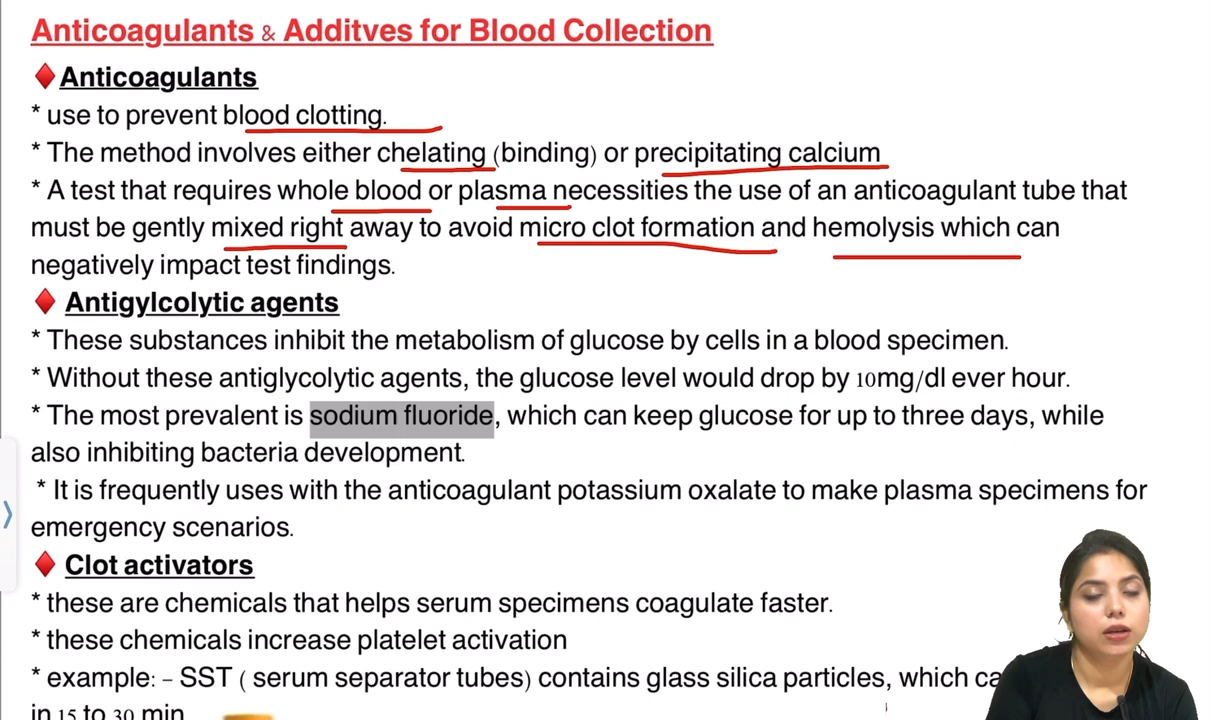 Anticoagulants & Additves for Blood Collection
Anticoagulants
* use to prevent blood clotting.
* The method involves either chelating (binding) or precipitating calcium
* A test that requires whole blood or plasma necessities the use of an anticoagulant tube that
must be gently mixed right away to avoid micro clot formation and hemolysis which can
negatively impact test findings.
Antigylcolytic agents
* These substances inhibit the metabolism of glucose by cells in a blood specimen.
* Without these antiglycolytic agents, the glucose level would drop by 10mg/dl ever hour.
* The most prevalent is sodium fluoride, which can keep glucose for up to three days, while
also inhibiting bacteria development.
* It is frequently uses with the anticoagulant potassium oxalate to make plasma specimens for
emergency scenarios.
Clot activators
* these are chemicals that helps serum specimens coagulate faster.
* these chemicals increase platelet activation
* example: – SST ( serum separator tubes) contains glass silica particles, which ca
in 15 to 30 min